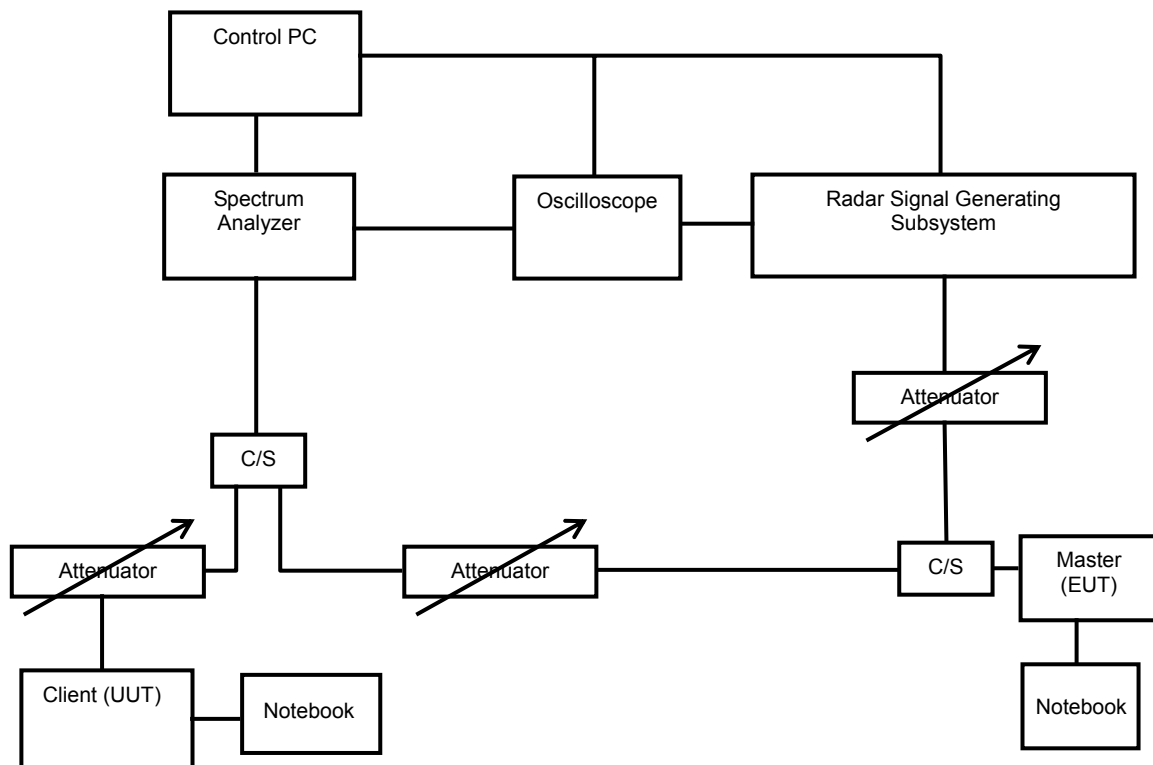 Control PC
Spectrum
Analyzer
Oscilloscope
Radar Signal Generating
Subsystem
Attenuator
C/S
Attenuator
Attenuator
C/S
Master
(EUT)
Client (UUT)
Notebook
Notebook